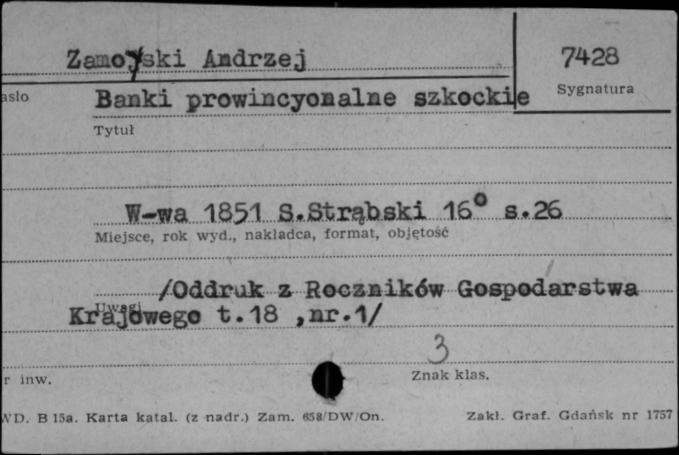 Zamoyski Andrzej
7428
asło
Sygnatura
Banki prowincyonalne szkockie
Tytuł
W-wa 1851 S.Strąbski 16° s.26
Miejsce, rok wyd., nakładca, format, objętość
/Oddruk z Roczników Gospodarstwa
Uwagi
Krajowego t.18 ,nr.1/
3
r inw.
Znak klas.
WD. B 15a. Karta katal. (z nadr.) Zam. 658/DW/On.
Zakł. Graf. Gdańsk nr 1757